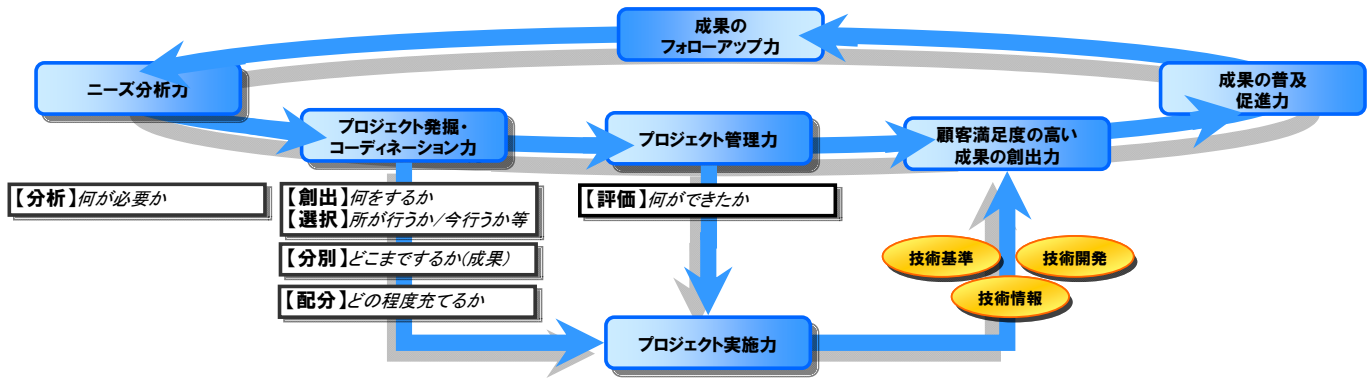 成果の
フォローアップ力
ニーズ分析力
成果の普及
促進力
プロジェクト発掘・
コーディネーション力
プロジェクト管理力
顧客満足度の高い
成果の創出力
【分析】何が必要か
【創出】何をするか
【選択】所が行うか/今行うか等
【評価】何ができたか
【分別】どこまでするか(成果)
【配分】どの程度充てるか
技術基準
技術開発
技術情報
プロジェクト実施力